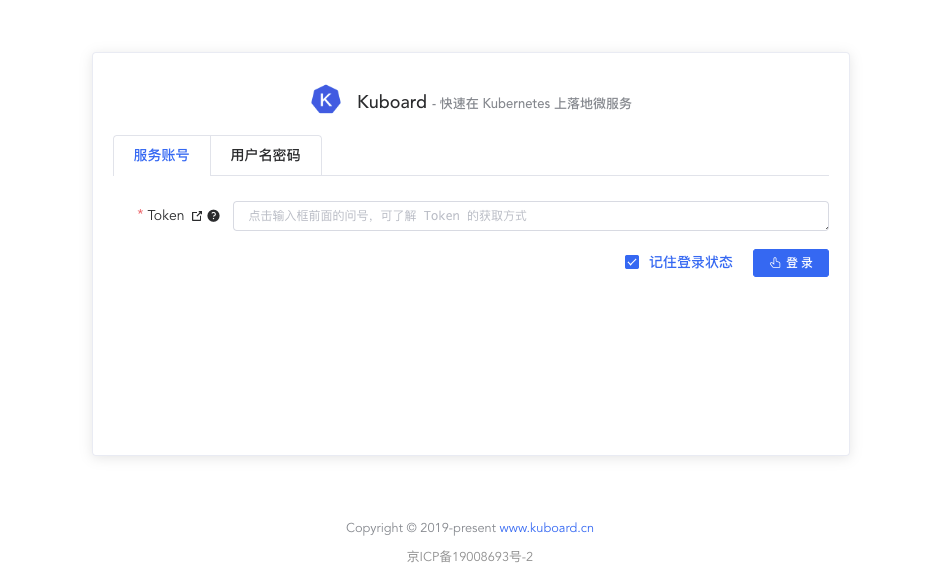 K Kuboard - 快速在 Kubernetes 上落地微服务
服务账号 用户名密码
* Token ? 点击输入框前面的问号，可了解 Token 的获取方式
记住登录状态 登 录
Copyright © 2019-present www.kuboard.cn
京ICP备19008693号-2